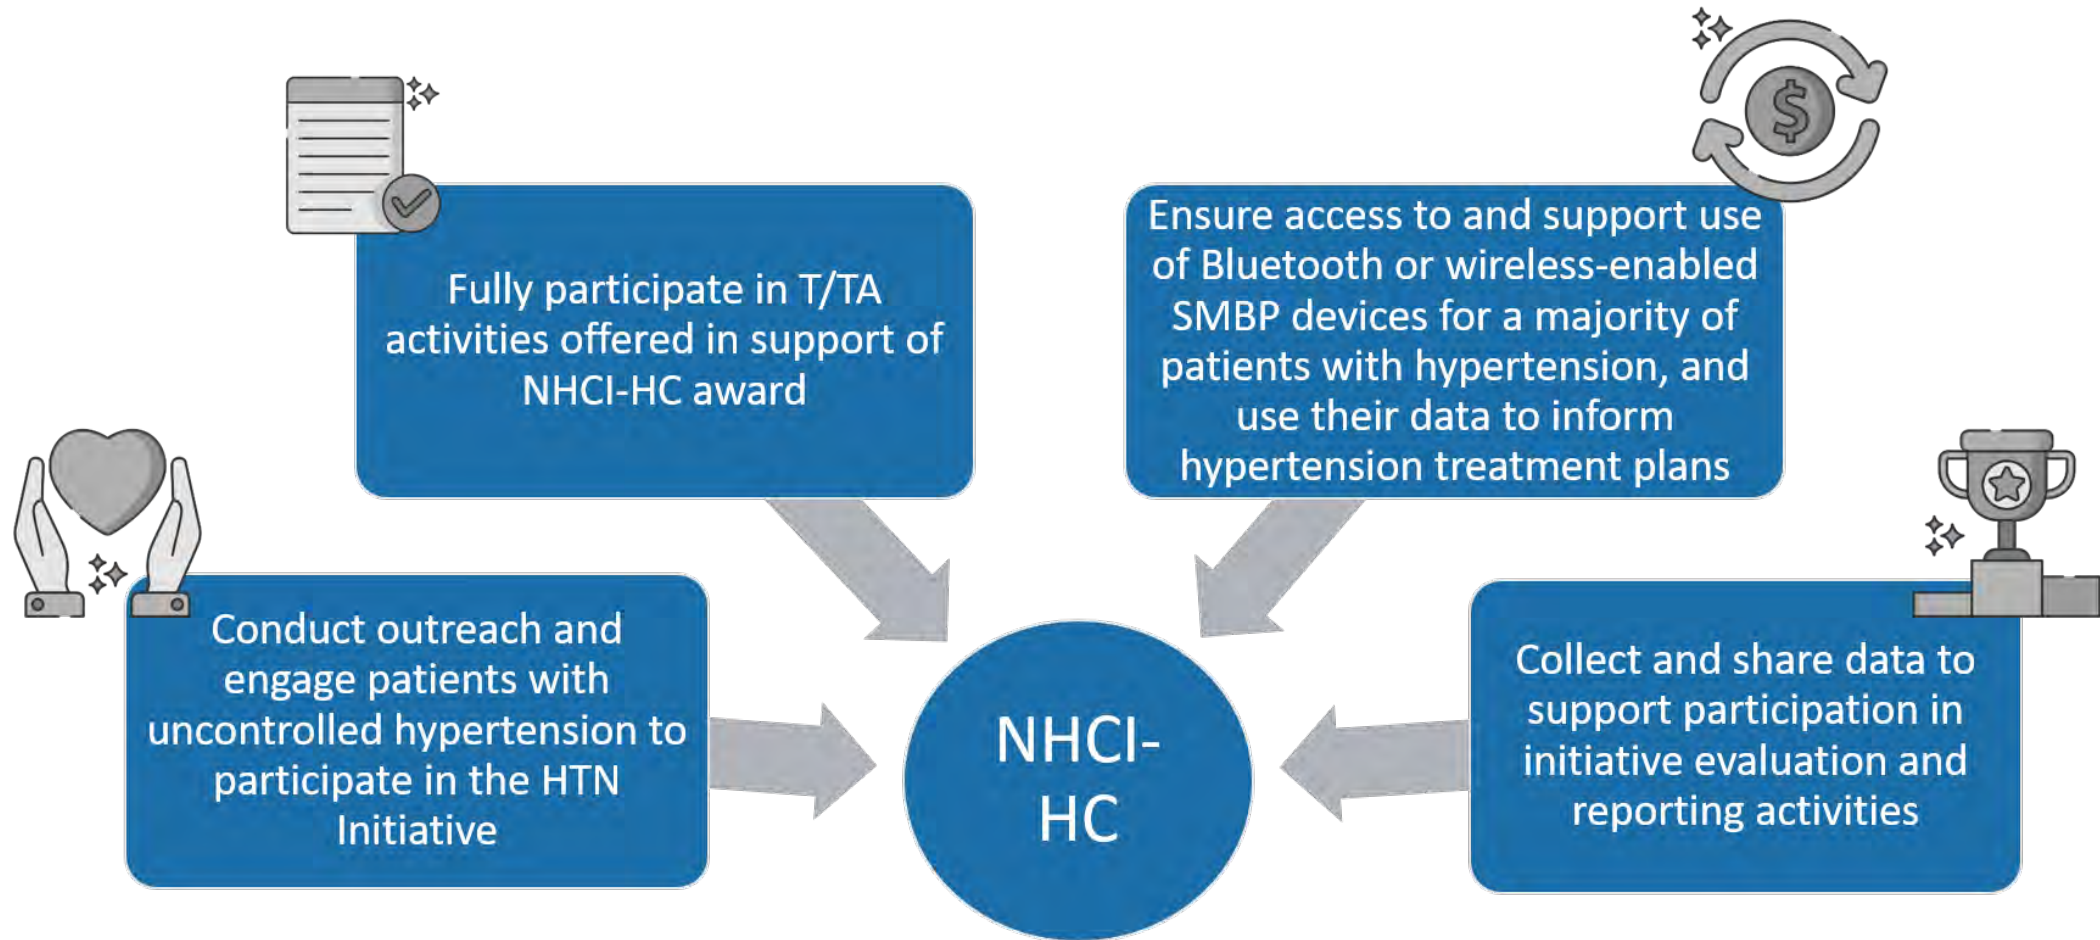 Fully participate in T/TA
activities offered in support of
NHCI-HC award
$
Ensure access to and support use
of Bluetooth or wireless-enabled
SMBP devices for a majority of
patients with hypertension, and
use their data to inform
hypertension treatment plans
Conduct outreach and
engage patients with
uncontrolled hypertension to
participate in the HTN
Initiative
NHCI-
HC
Collect and share data to
support participation in
initiative evaluation and
reporting activities